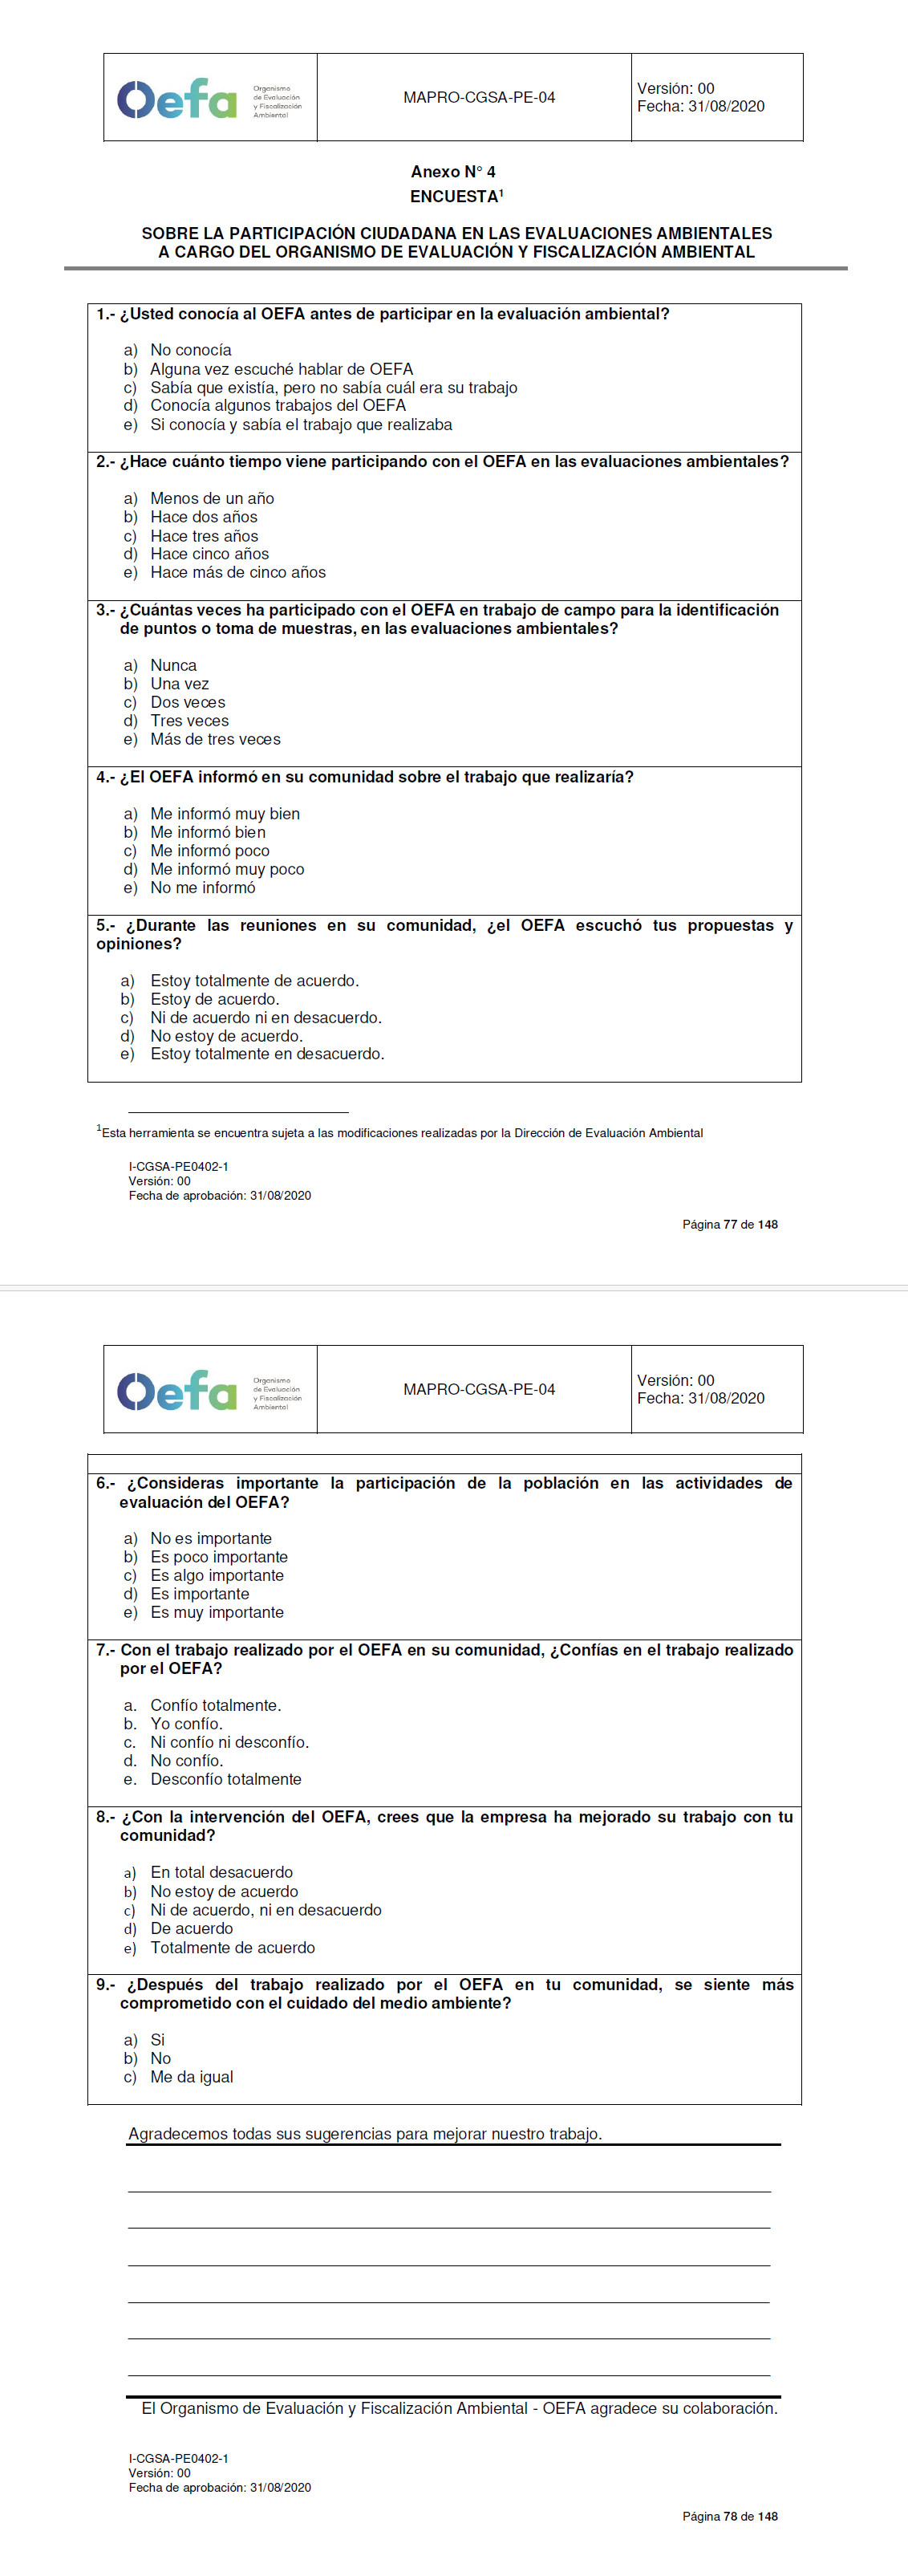 Oefa
Organismo
de Evaluación
y Fiscalización
Ambiental
MAPRO-CGSA-PE-04
Versión: 00
Fecha: 31/08/2020
Anexo N° 4
ENCUESTA¹
SOBRE LA PARTICIPACIÓN CIUDADANA EN LAS EVALUACIONES AMBIENTALES
A CARGO DEL ORGANISMO DE EVALUACIÓN Y FISCALIZACIÓN AMBIENTAL
1.- ¿Usted conocía al OEFA antes de participar en la evaluación ambiental?
a) No conocía
b) Alguna vez escuché hablar de OEFA
c) Sabía que existía, pero no sabía cuál era su trabajo
d) Conocía algunos trabajos del OEFA
e) Si conocía y sabía el trabajo que realizaba
2.- ¿Hace cuánto tiempo viene participando con el OEFA en las evaluaciones ambientales?
a) Menos de un año
b) Hace dos años
c) Hace tres años
d) Hace cinco años
e) Hace más de cinco años
3.- ¿Cuántas veces ha participado con el OEFA en trabajo de campo para la identificación
de puntos o toma de muestras, en las evaluaciones ambientales?
a) Nunca
b) Una vez
c) Dos veces
d) Tres veces
e) Más de tres veces
4.- ¿El OEFA informó en su comunidad sobre el trabajo que realizaría?
a) Me informó muy bien
b) Me informó bien
c) Me informó poco
d) Me informó muy poco
e) No me informó
5.- ¿Durante las reuniones en su comunidad, ¿el OEFA escuchó tus propuestas y
opiniones?
a) Estoy totalmente de acuerdo.
b) Estoy de acuerdo.
c) Ni de acuerdo ni en desacuerdo.
d) No estoy de acuerdo.
e) Estoy totalmente en desacuerdo.
¹Esta herramienta se encuentra sujeta a las modificaciones realizadas por la Dirección de Evaluación Ambiental
I-CGSA-PE0402-1
Versión: 00
Fecha de aprobación: 31/08/2020
Página 77 de 148
Oefa
Organismo
de Evaluación
y Fiscalización
Ambiental
MAPRO-CGSA-PE-04
Versión: 00
Fecha: 31/08/2020
6.- ¿Consideras importante la participación de la población en las actividades de
evaluación del OEFA?
a) No es importante
b) Es poco importante
c) Es algo importante
d) Es importante
e) Es muy importante
7.- Con el trabajo realizado por el OEFA en su comunidad, ¿Confías en el trabajo realizado
por el OEFA?
a. Confío totalmente.
b. Yo confío.
c. Ni confío ni desconfío.
d. No confío.
e. Desconfío totalmente
8.- ¿Con la intervención del OEFA, crees que la empresa ha mejorado su trabajo con tu
comunidad?
a) En total desacuerdo
b) No estoy de acuerdo
c) Ni de acuerdo, ni en desacuerdo
d) De acuerdo
e) Totalmente de acuerdo
9.- ¿Después del trabajo realizado por el OEFA en tu comunidad, se siente más
comprometido con el cuidado del medio ambiente?
a) Si
b) No
c) Me da igual
Agradecemos todas sus sugerencias para mejorar nuestro trabajo.
El Organismo de Evaluación y Fiscalización Ambiental - OEFA agradece su colaboración.
I-CGSA-PE0402-1
Versión: 00
Fecha de aprobación: 31/08/2020
Página 78 de 148